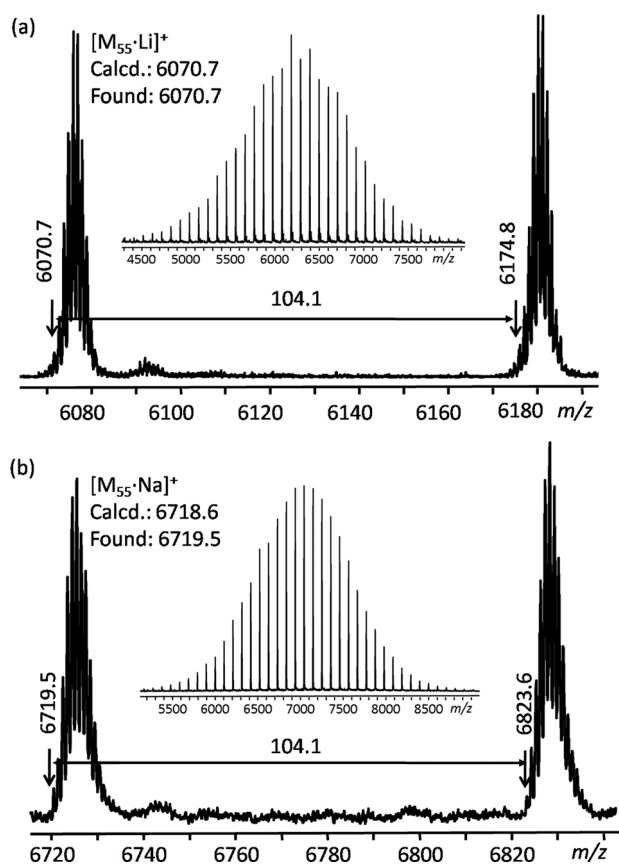 (a)
[M₅₅·Li]⁺
Calcd.: 6070.7
Found: 6070.7
4500 5000 5500 6000 6500 7000 7500 m/z
6070.7
6174.8
104.1
6080 6100 6120 6140 6160 6180 m/z
(b)
[M₅₅·Na]⁺
Calcd.: 6718.6
Found: 6719.5
5500 6000 6500 7000 7500 8000 8500 m/z
6719.5
6823.6
104.1
6720 6740 6760 6780 6800 6820 m/z